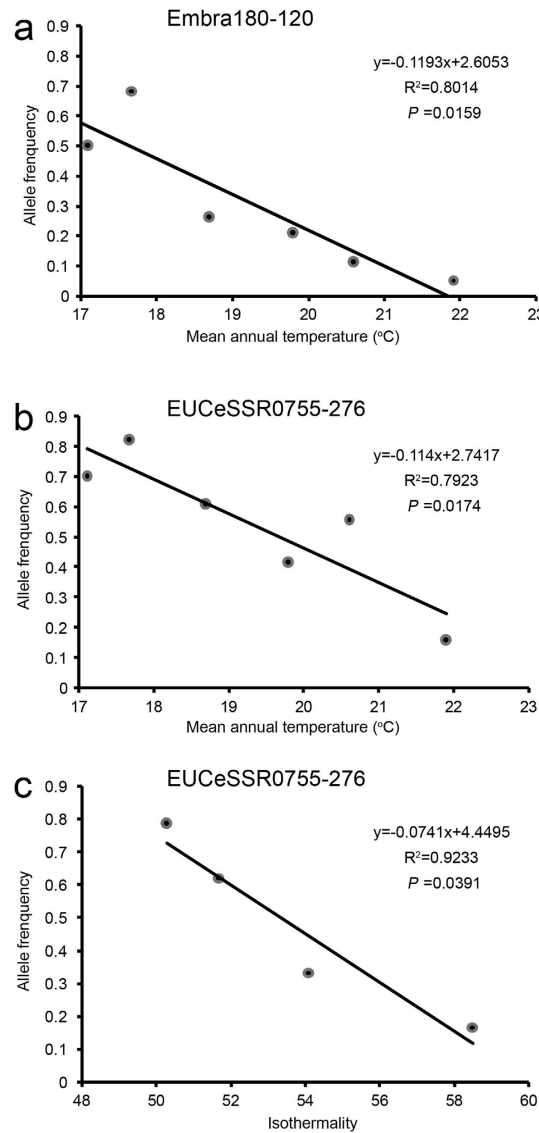 a
Embra180-120
y=-0.1193x+2.6053
R²=0.8014
P =0.0159
Allele frenquency
0.9
0.8
0.7
0.6
0.5
0.4
0.3
0.2
0.1
0
17 18 19 20 21 22 23
Mean annual temperature (°C)
b
EUCeSSR0755-276
y=-0.114x+2.7417
R²=0.7923
P =0.0174
Allele frenquency
0.9
0.8
0.7
0.6
0.5
0.4
0.3
0.2
0.1
0
17 18 19 20 21 22 23
Mean annual temperature (°C)
c
EUCeSSR0755-276
y=-0.0741x+4.4495
R²=0.9233
P =0.0391
Allele frenquency
0.9
0.8
0.7
0.6
0.5
0.4
0.3
0.2
0.1
0
48 50 52 54 56 58 60
Isothermality